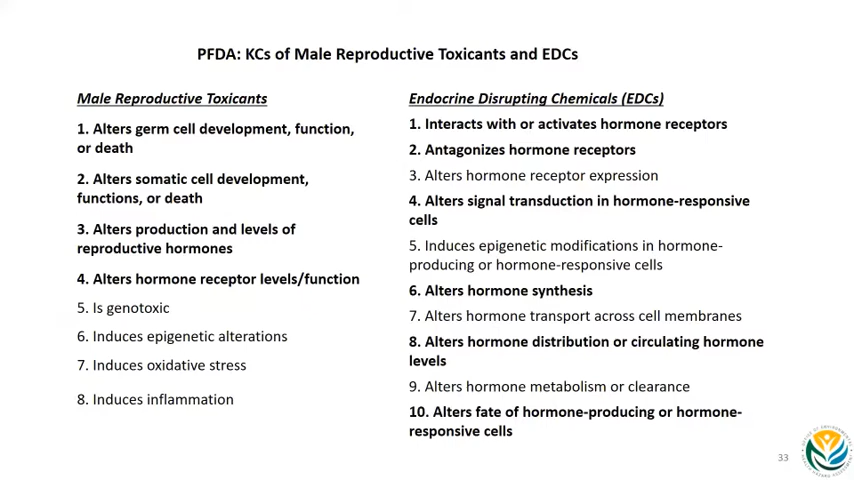 PFDA: KCs of Male Reproductive Toxicants and EDCs
Male Reproductive Toxicants
1. Alters germ cell development, function,
or death
2. Alters somatic cell development,
functions, or death
3. Alters production and levels of
reproductive hormones
4. Alters hormone receptor levels/function
5. Is genotoxic
6. Induces epigenetic alterations
7. Induces oxidative stress
8. Induces inflammation
Endocrine Disrupting Chemicals (EDCs)
1. Interacts with or activates hormone receptors
2. Antagonizes hormone receptors
3. Alters hormone receptor expression
4. Alters signal transduction in hormone-responsive
cells
5. Induces epigenetic modifications in hormone-
producing or hormone-responsive cells
6. Alters hormone synthesis
7. Alters hormone transport across cell membranes
8. Alters hormone distribution or circulating hormone
levels
9. Alters hormone metabolism or clearance
10. Alters fate of hormone-producing or hormone-
responsive cells
33